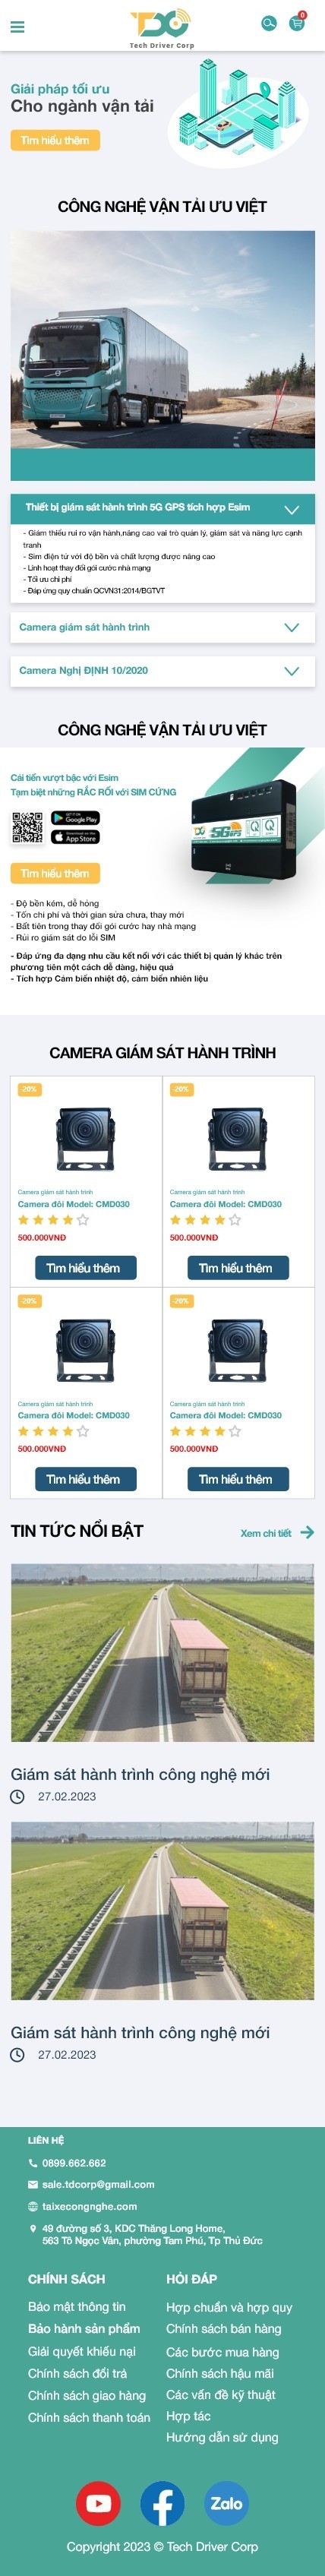 TDC
0
Tech Driver Corp
Giải pháp tối ưu
Cho ngành vận tải
Tìm hiểu thêm
CÔNG NGHỆ VẬN TẢI ƯU VIỆT
Thiết bị giám sát hành trình 5G GPS tích hợp Esim
- Giảm thiểu rủi ro vận hành,nâng cao vai trò quản lý, giám sát và năng lực cạnh
tranh
- Sim điện tử với độ bền và chất lượng được nâng cao
- Linh hoạt thay đổi gói cước nhà mạng
- Tối ưu chi phí
- Đáp ứng quy chuẩn QCVN31:2014/BGTVT
Camera giám sát hành trình
Camera Nghị ĐỊNH 10/2020
CÔNG NGHỆ VẬN TẢI ƯU VIỆT
Cải tiến vượt bậc với Esim
Tạm biệt những RẮC RỐI với SIM CỨNG
Google Play
App Store
5G
Tìm hiểu thêm
- Độ bền kém, dễ hỏng
- Tốn chi phí và thời gian sửa chưa, thay mới
- Bất tiên trong thay đổi gói cước hay nhà mạng
- Rủi ro giám sát do lỗi SIM
- Đáp ứng đa dạng nhu cầu kết nối với các thiết bị quản lý khác trên
phương tiên một cách dễ dàng, hiệu quả
- Tích hợp Cảm biến nhiệt độ, cảm biến nhiên liệu
CAMERA GIÁM SÁT HÀNH TRÌNH
-20%
Camera giám sát hành trình
Camera đôi Model: CMD030
500.000VNĐ
Tìm hiểu thêm
-20%
Camera giám sát hành trình
Camera đôi Model: CMD030
500.000VNĐ
Tìm hiểu thêm
-20%
Camera giám sát hành trình
Camera đôi Model: CMD030
500.000VNĐ
Tìm hiểu thêm
-20%
Camera giám sát hành trình
Camera đôi Model: CMD030
500.000VNĐ
Tìm hiểu thêm
TIN TỨC NỔI BẬT
Xem chi tiết
Giám sát hành trình công nghệ mới
27.02.2023
Giám sát hành trình công nghệ mới
27.02.2023
LIÊN HỆ
0899.662.662
sale.tdcorp@gmail.com
taixecongnghe.com
49 đường số 3, KDC Thăng Long Home,
563 Tô Ngọc Vân, phường Tam Phú, Tp Thủ Đức
CHÍNH SÁCH
Bảo mật thông tin
Bảo hành sản phẩm
Giải quyết khiếu nại
Chính sách đổi trả
Chính sách giao hàng
Chính sách thanh toán
HỎI ĐÁP
Hợp chuẩn và hợp quy
Chính sách bán hàng
Các bước mua hàng
Chính sách hậu mãi
Các vấn đề kỹ thuật
Hợp tác
Hướng dẫn sử dụng
Zalo
Copyright 2023 © Tech Driver Corp